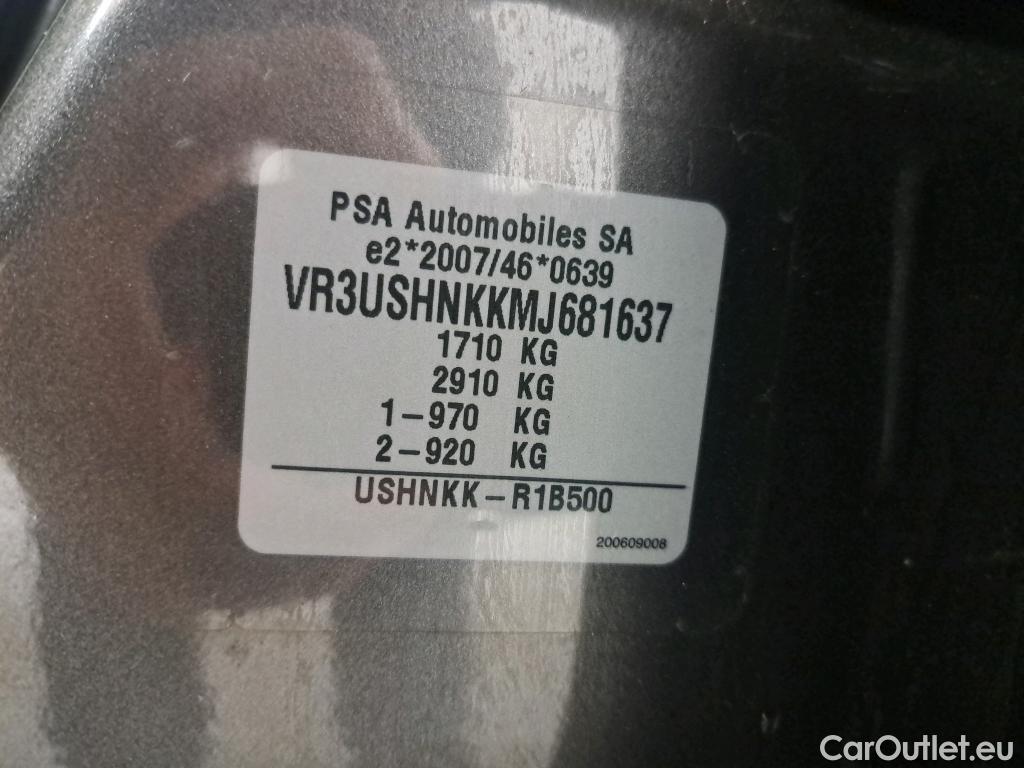 PSA Automobiles SA
e2*2007/46*0639
VR3USHNKKMJ681637
1710 KG
2910 KG
1-970 KG
2-920 KG
USHNKK-R1B500
200609008
CarOutlet.eu